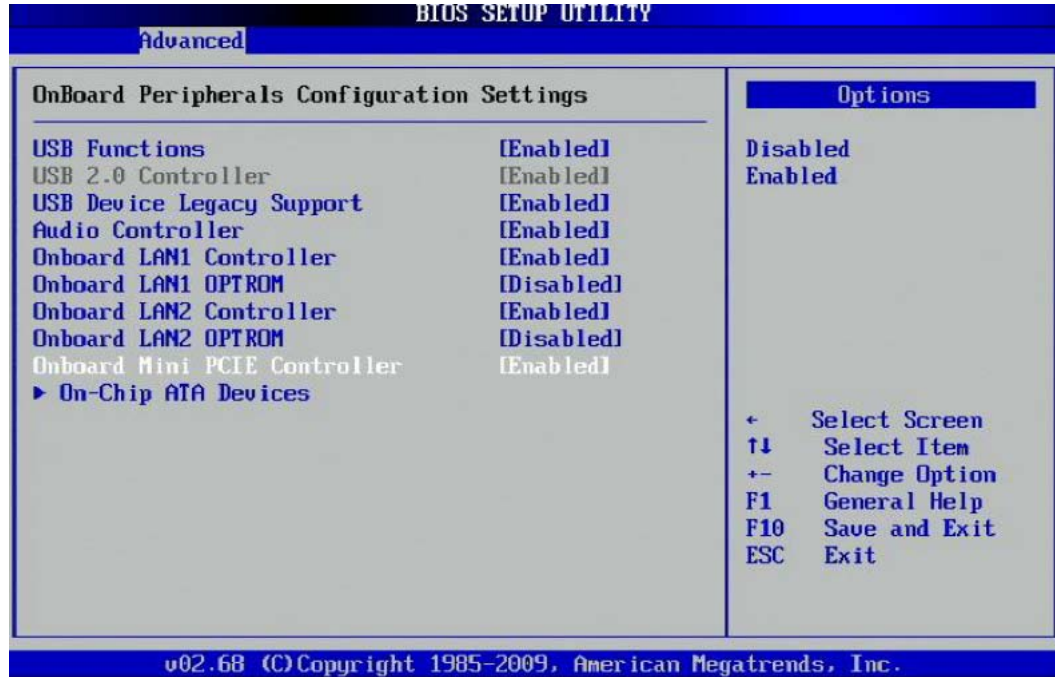 BIOS SETUP UTILITY
Advanced
OnBoard Peripherals Configuration Settings
USB Functions [Enabled]
USB 2.0 Controller [Enabled]
USB Device Legacy Support [Enabled]
Audio Controller [Enabled]
Onboard LAN1 Controller [Enabled]
Onboard LAN1 OPTROM [Disabled]
Onboard LAN2 Controller [Enabled]
Onboard LAN2 OPTROM [Disabled]
Onboard Mini PCIE Controller [Enabled]
► On-Chip ATA Devices
Options
Disabled
Enabled
← Select Screen
↑↓ Select Item
+- Change Option
F1 General Help
F10 Save and Exit
ESC Exit
v02.68 (C)Copyright 1985-2009, American Megatrends, Inc.